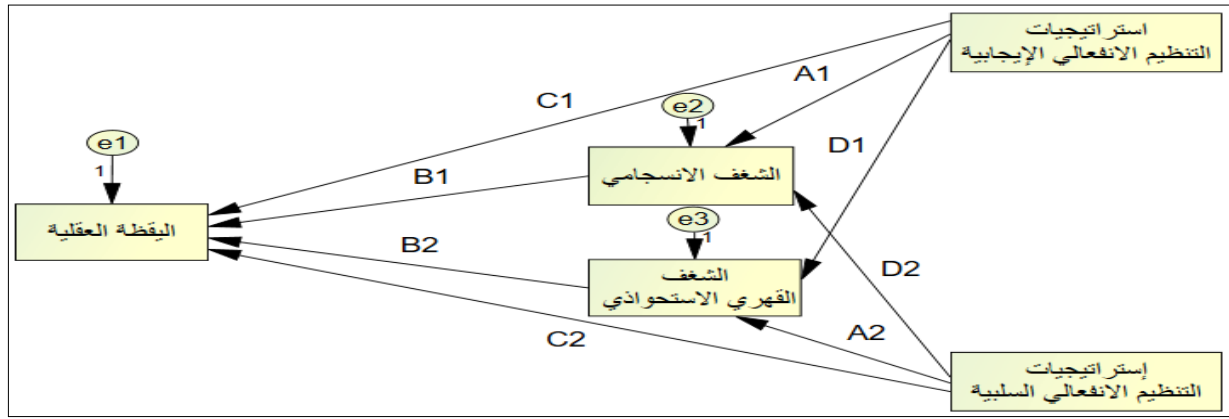 استراتيجيات
التنظيم الانفعالي الإيجابية
A1
C1
e2
1
D1
e1
1
الشغف الانسجامي
B1
اليقظة العقلية
e3
1
B2
الشغف
القهري الاستحواذي
D2
C2
A2
إستراتيجيات
التنظيم الانفعالي السلبية